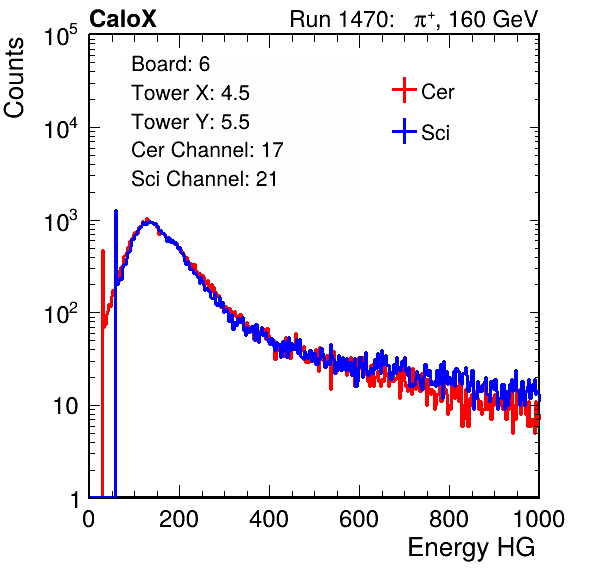 CaloX Run 1470: π⁺, 160 GeV
Counts
10⁵
10⁴
10³
10²
10
1
Board: 6
Tower X: 4.5
Tower Y: 5.5
Cer Channel: 17
Sci Channel: 21
Cer
Sci
0 200 400 600 800 1000
Energy HG